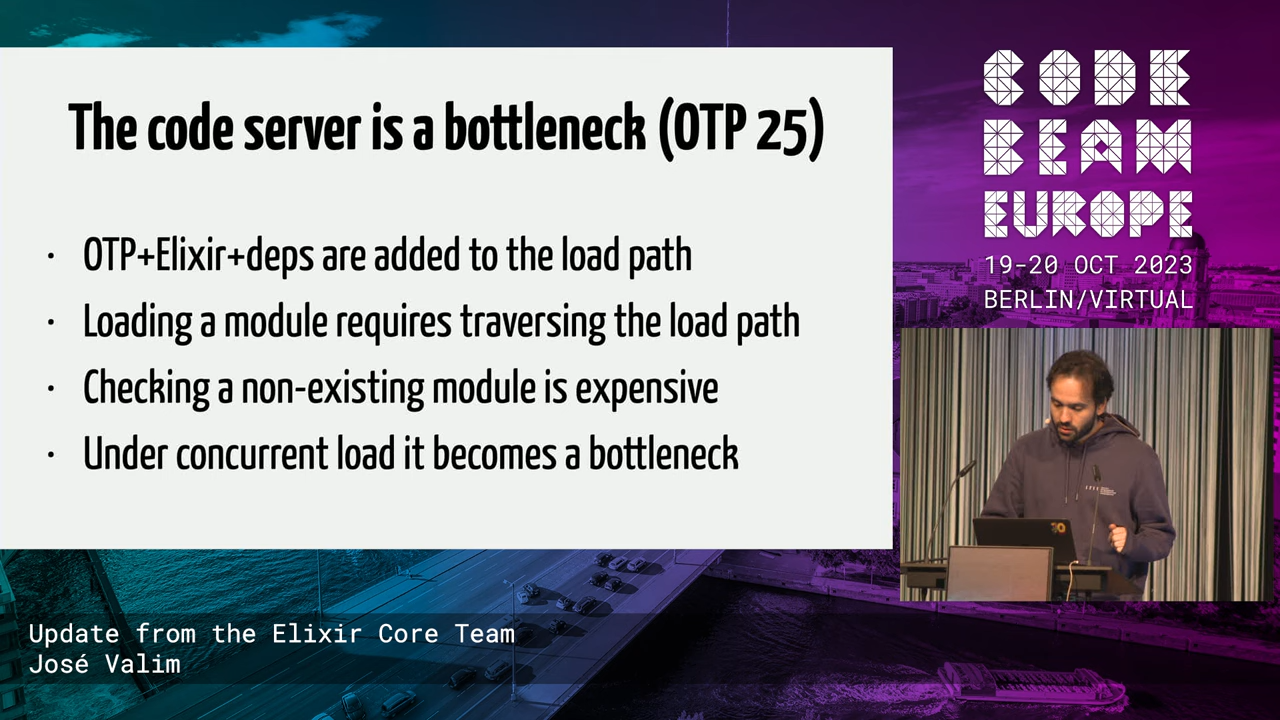 The code server is a bottleneck (OTP 25)
· OTP+Elixir+deps are added to the load path
· Loading a module requires traversing the load path
· Checking a non-existing module is expensive
· Under concurrent load it becomes a bottleneck
CODE
BEAM
EUROPE
19-20 OCT 2023
BERLIN/VIRTUAL
Update from the Elixir Core Team
José Valim